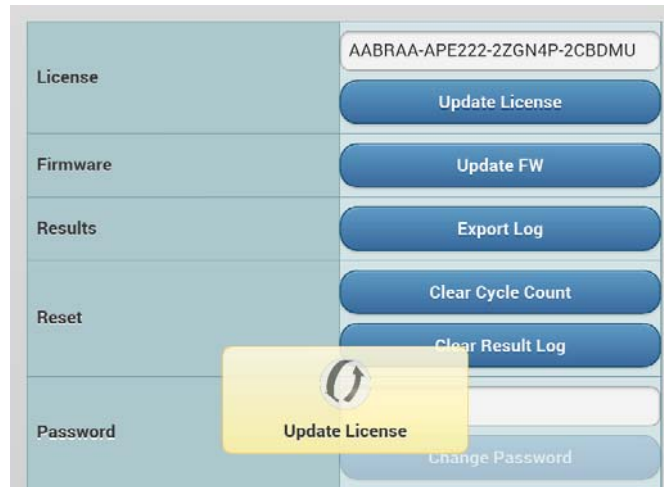 AABRAA-APE222-2ZGN4P-2CBDMU
License
Update License
Firmware
Update FW
Results
Export Log
Clear Cycle Count
Reset
Clear Result Log
Update License
Password
Change Password